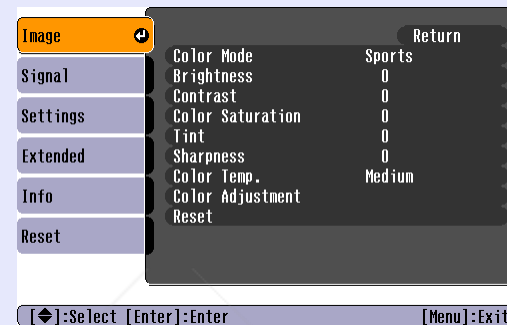 Image
Return
Color Mode Sports
Signal
Brightness 0
Contrast 0
Settings
Color Saturation 0
Tint 0
Extended
Sharpness 0
Color Temp. Medium
Info
Color Adjustment
Reset
Reset
[◆]:Select [Enter]:Enter [Menu]:Exit